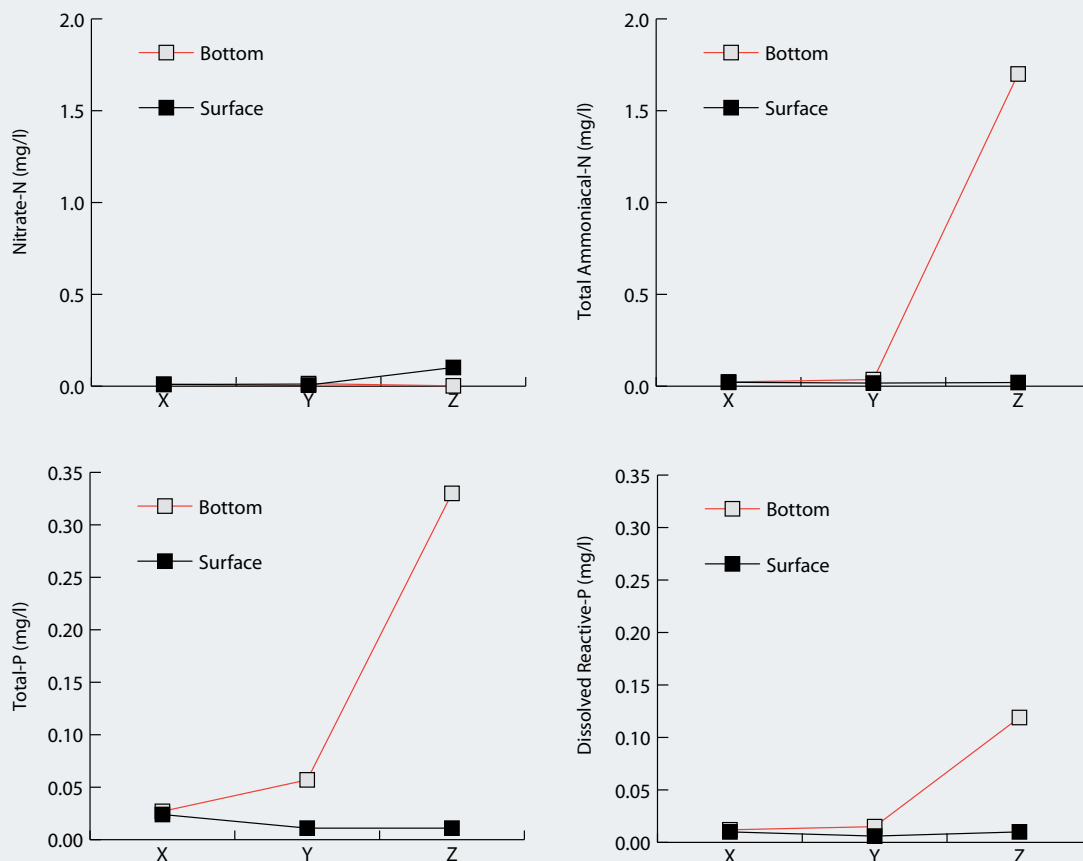 Nitrate-N (mg/l)
2.0
1.5
1.0
0.5
0.0
Bottom
Surface
X Y Z
Total Ammoniacal-N (mg/l)
2.0
1.5
1.0
0.5
0.0
Bottom
Surface
X Y Z
Total-P (mg/l)
0.35
0.30
0.25
0.20
0.15
0.10
0.05
0.00
Bottom
Surface
X Y Z
Dissolved Reactive-P (mg/l)
0.35
0.30
0.25
0.20
0.15
0.10
0.05
0.00
Bottom
Surface
X Y Z